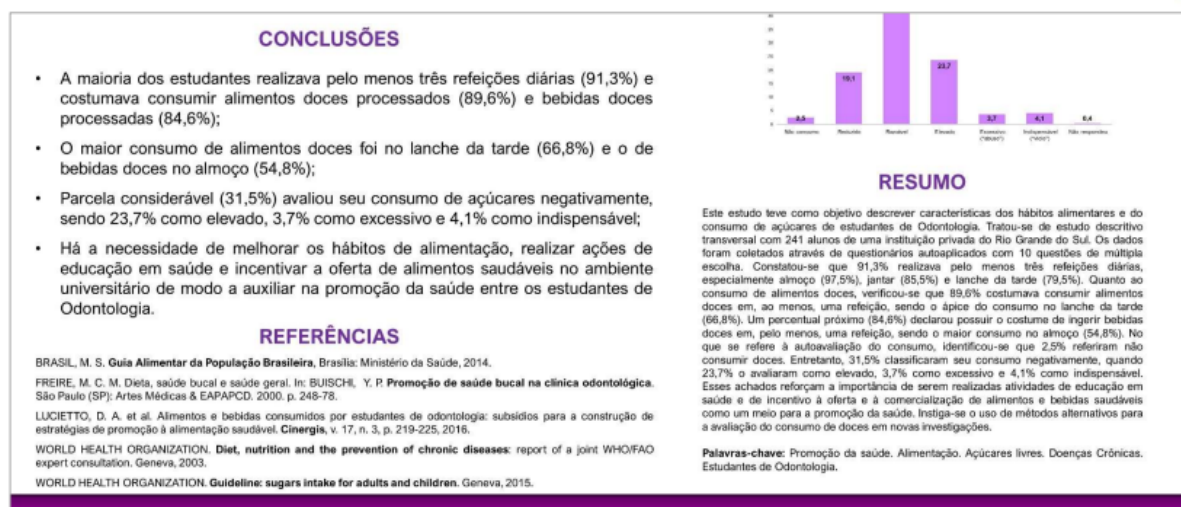 CONCLUSÕES
• A maioria dos estudantes realizava pelo menos três refeições diárias (91,3%) e
costumava consumir alimentos doces processados (89,6%) e bebidas doces
processadas (84,6%);
• O maior consumo de alimentos doces foi no lanche da tarde (66,8%) e o de
bebidas doces no almoço (54,8%);
• Parcela considerável (31,5%) avaliou seu consumo de açúcares negativamente,
sendo 23,7% como elevado, 3,7% como excessivo e 4,1% como indispensável;
• Há a necessidade de melhorar os hábitos de alimentação, realizar ações de
educação em saúde e incentivar a oferta de alimentos saudáveis no ambiente
universitário de modo a auxiliar na promoção da saúde entre os estudantes de
Odontologia.
REFERÊNCIAS
BRASIL, M. S. Guia Alimentar da População Brasileira, Brasília: Ministério da Saúde, 2014.
FREIRE, M. C. M. Dieta, saúde bucal e saúde geral. In: BUISCHI, Y. P. Promoção de saúde bucal na clínica odontológica.
São Paulo (SP): Artes Médicas & EAPAPCD. 2000. p. 248-78.
LUCIETTO, D. A. et al. Alimentos e bebidas consumidos por estudantes de odontologia: subsídios para a construção de
estratégias de promoção à alimentação saudável. Cinergis, v. 17, n. 3, p. 219-225, 2016.
WORLD HEALTH ORGANIZATION. Diet, nutrition and the prevention of chronic diseases: report of a joint WHO/FAO
expert consultation. Geneva, 2003.
WORLD HEALTH ORGANIZATION. Guideline: sugars intake for adults and children. Geneva, 2015.
35
30
25
20
15
10
5
0
2,5 19,1 23,7 3,7 4,1 0,4
Não consumo Reduzido Razoável Elevado Excessivo Indispensável Não respondeu
("abuso") ("vício")
RESUMO
Este estudo teve como objetivo descrever características dos hábitos alimentares e do
consumo de açúcares de estudantes de Odontologia. Tratou-se de estudo descritivo
transversal com 241 alunos de uma instituição privada do Rio Grande do Sul. Os dados
foram coletados através de questionários autoaplicados com 10 questões de múltipla
escolha. Constatou-se que 91,3% realizava pelo menos três refeições diárias,
especialmente almoço (97,5%), jantar (85,5%) e lanche da tarde (79,5%). Quanto ao
consumo de alimentos doces, verificou-se que 89,6% costumava consumir alimentos
doces em, ao menos, uma refeição, sendo o ápice do consumo no lanche da tarde
(66,8%). Um percentual próximo (84,6%) declarou possuir o costume de ingerir bebidas
doces em, pelo menos, uma refeição, sendo o maior consumo no almoço (54,8%). No
que se refere à autoavaliação do consumo, identificou-se que 2,5% referiram não
consumir doces. Entretanto, 31,5% classificaram seu consumo negativamente, quando
23,7% o avaliaram como elevado, 3,7% como excessivo e 4,1% como indispensável.
Esses achados reforçam a importância de serem realizadas atividades de educação em
saúde e de incentivo à oferta e à comercialização de alimentos e bebidas saudáveis
como um meio para a promoção da saúde. Instiga-se o uso de métodos alternativos para
a avaliação do consumo de doces em novas investigações.
Palavras-chave: Promoção da saúde. Alimentação. Açúcares livres. Doenças Crônicas.
Estudantes de Odontologia.